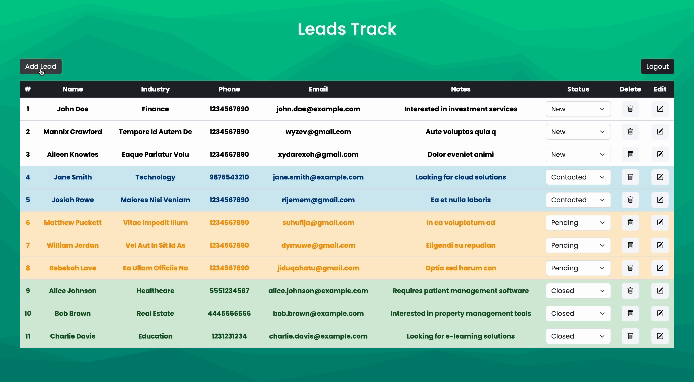 Leads Track
Add Lead
Logout
# Name Industry Phone Email Notes Status Delete Edit
1 John Doe Finance 1234567890 john.doe@example.com Interested in investment services New
2 Mannix Crawford Tempore id Autem De 1234567890 wyzev@gmail.com Aute voluptas quia q New
3 Aileen Knowles Eaque Pariatur Volu 1234567890 xydarexoh@gmail.com Dolor eveniet animi New
4 Jane Smith Technology 9876543210 jane.smith@example.com Looking for cloud solutions Contacted
5 Josiah Rowe Maiores Nisi Veniam 1234567890 rijemem@gmail.com Ea et nulla laboris Contacted
6 Matthew Puckett Vitae Impedit Illum 1234567890 suhufija@gmail.com In ea voluptatum ad Pending
7 William Jordan Vel Aut In Sit Id As 1234567890 dymuwe@gmail.com Eligendi eu repudian Pending
8 Rebekah Love Ea Ullam Officiis No 1234567890 jiduqahatu@gmail.com Optio sed harum con Pending
9 Alice Johnson Healthcare 5551234567 alice.johnson@example.com Requires patient management software Closed
10 Bob Brown Real Estate 4445556666 bob.brown@example.com Interested in property management tools Closed
11 Charlie Davis Education 1231231234 charlie.davis@example.com Looking for e-learning solutions Closed